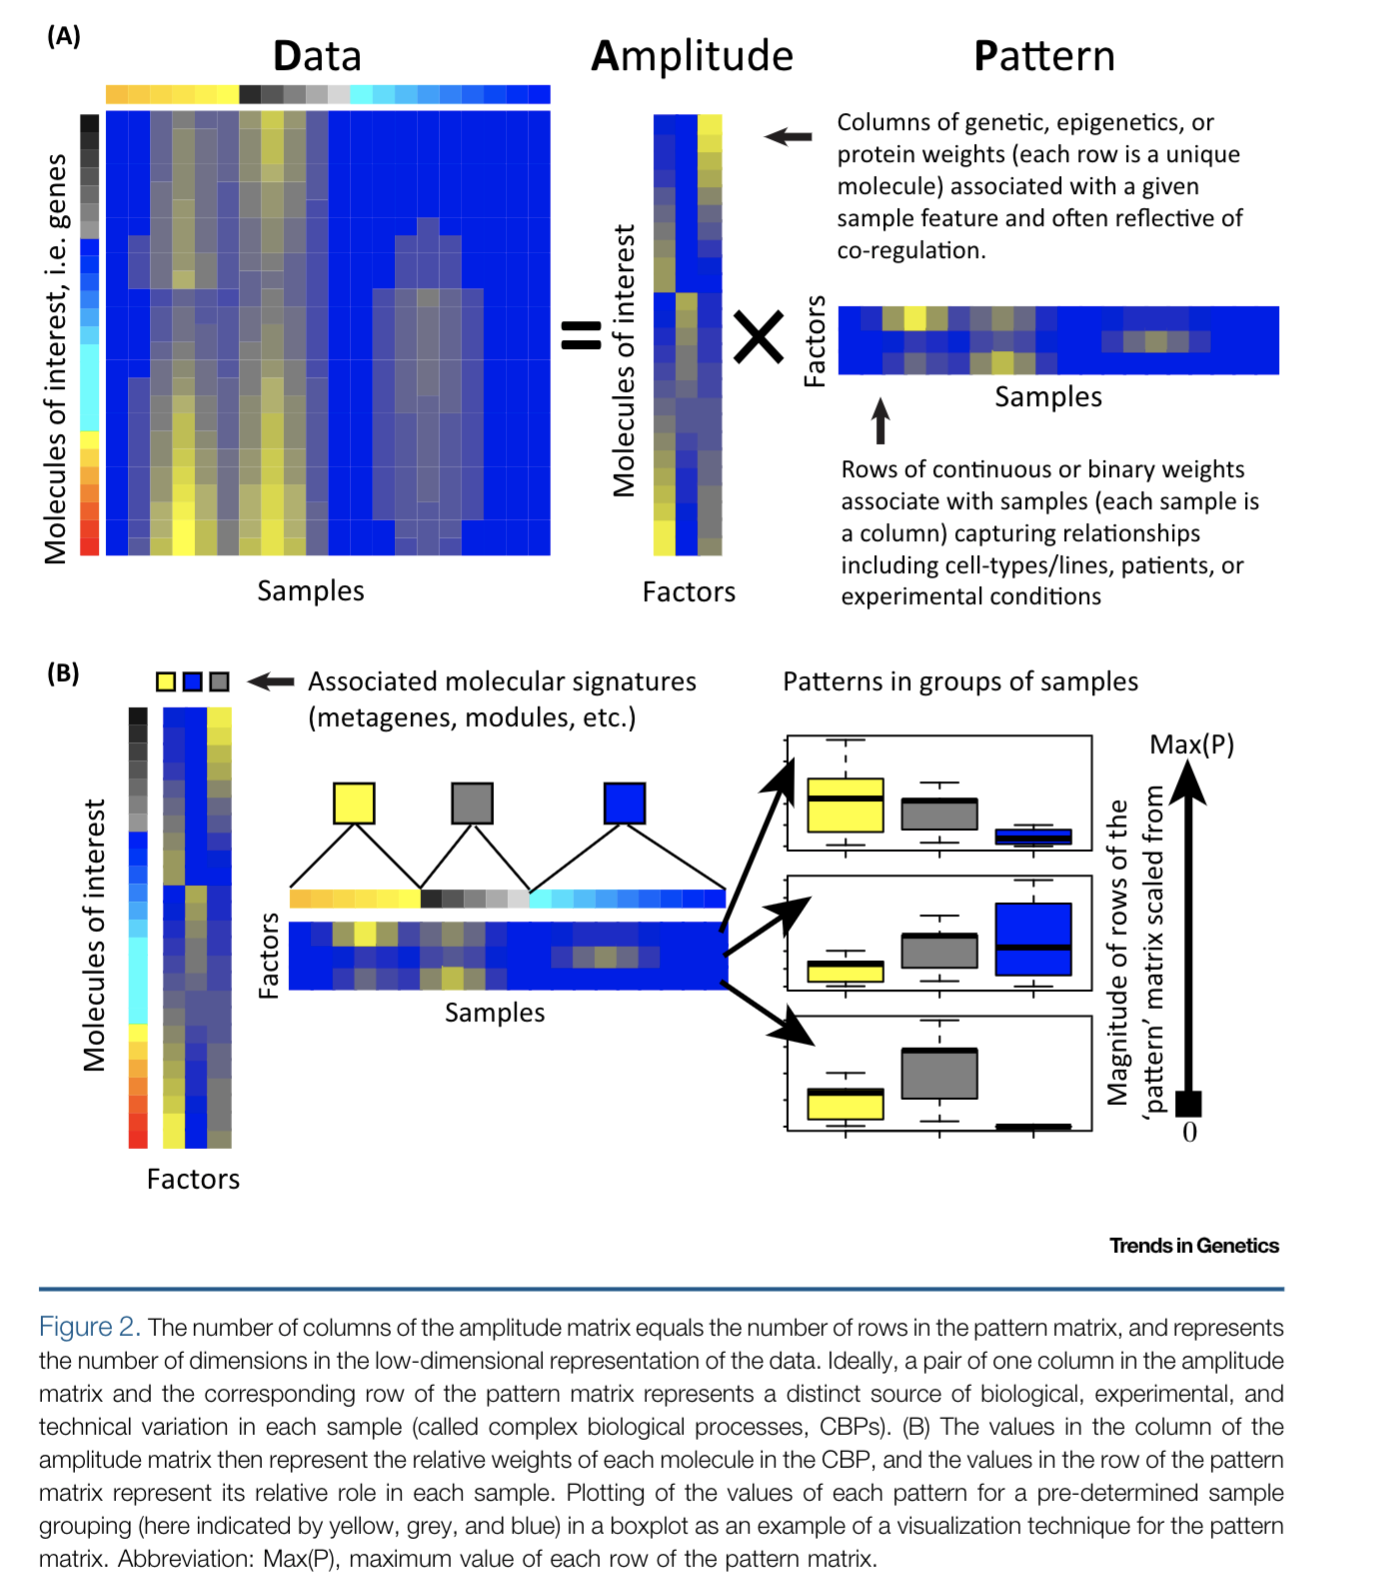 (A)
Data
Amplitude
Pattern
Molecules of interest, i.e. genes
Samples
=
Molecules of interest
Factors
×
Columns of genetic, epigenetics, or
protein weights (each row is a unique
molecule) associated with a given
sample feature and often reflective of
co-regulation.
Factors
Samples
Rows of continuous or binary weights
associate with samples (each sample is
a column) capturing relationships
including cell-types/lines, patients, or
experimental conditions
(B)
Associated molecular signatures
(metagenes, modules, etc.)
Molecules of interest
Factors
Factors
Samples
Patterns in groups of samples
Max(P)
Magnitude of rows of the
‘pattern’ matrix scaled from
0
Trends in Genetics
Figure 2. The number of columns of the amplitude matrix equals the number of rows in the pattern matrix, and represents
the number of dimensions in the low-dimensional representation of the data. Ideally, a pair of one column in the amplitude
matrix and the corresponding row of the pattern matrix represents a distinct source of biological, experimental, and
technical variation in each sample (called complex biological processes, CBPs). (B) The values in the column of the
amplitude matrix then represent the relative weights of each molecule in the CBP, and the values in the row of the pattern
matrix represent its relative role in each sample. Plotting of the values of each pattern for a pre-determined sample
grouping (here indicated by yellow, grey, and blue) in a boxplot as an example of a visualization technique for the pattern
matrix. Abbreviation: Max(P), maximum value of each row of the pattern matrix.